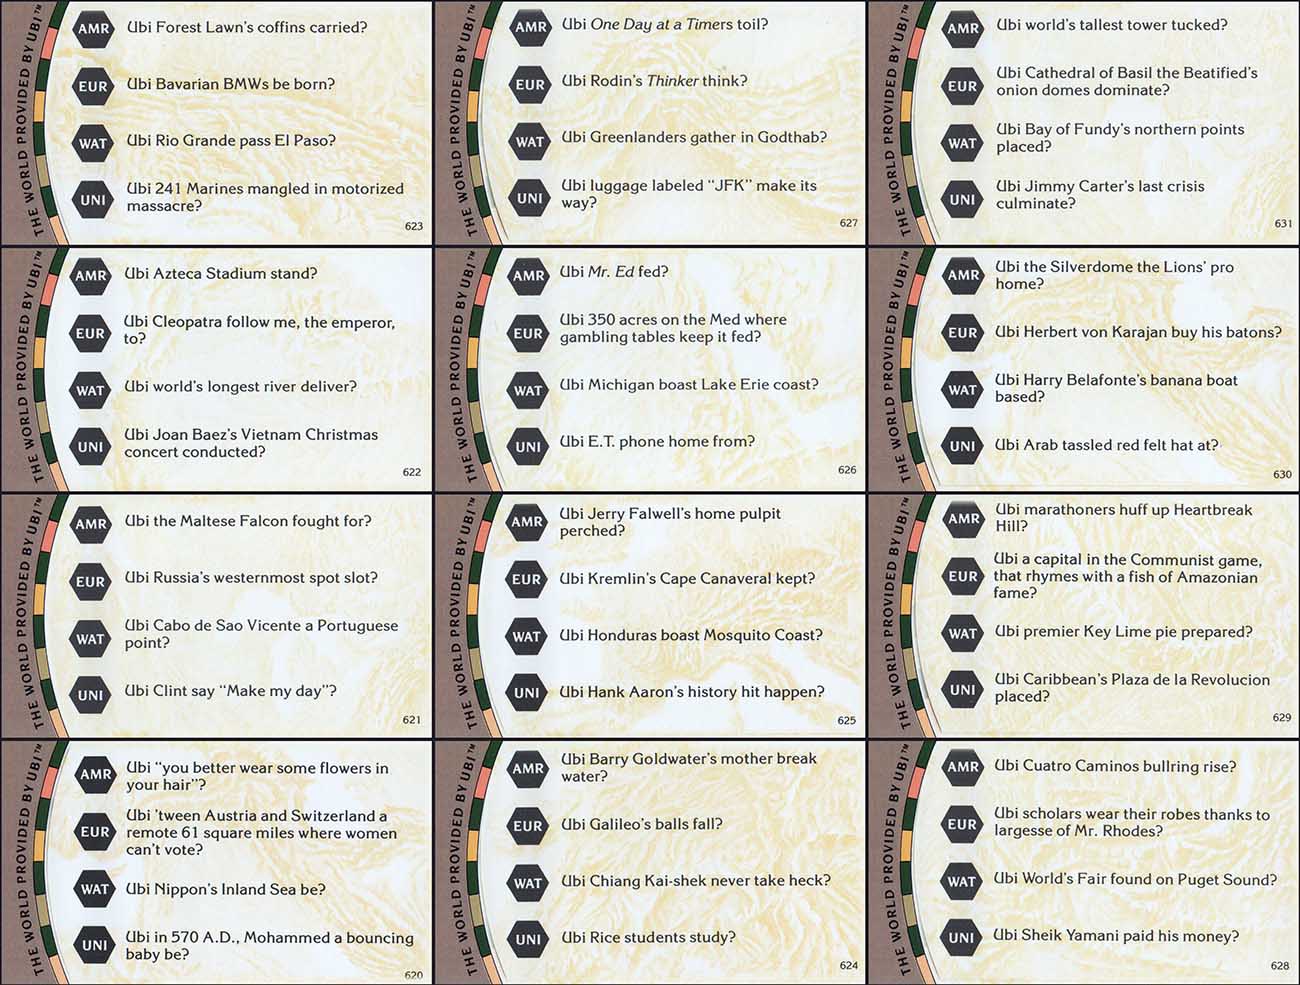 THE WORLD PROVIDED BY UBI™
AMR Ubi Forest Lawn's coffins carried?
EUR Ubi Bavarian BMWs be born?
WAT Ubi Rio Grande pass El Paso?
UNI Ubi 241 Marines mangled in motorized
massacre?
623
THE WORLD PROVIDED BY UBI™
AMR Ubi One Day at a Timers toil?
EUR Ubi Rodin's Thinker think?
WAT Ubi Greenlanders gather in Godthab?
UNI Ubi luggage labeled “JFK” make its
way?
627
THE WORLD PROVIDED BY UBI™
AMR Ubi world's tallest tower tucked?
EUR Ubi Cathedral of Basil the Beatified's
onion domes dominate?
WAT Ubi Bay of Fundy's northern points
placed?
UNI Ubi Jimmy Carter's last crisis
culminate?
631
THE WORLD PROVIDED BY UBI™
AMR Ubi Azteca Stadium stand?
EUR Ubi Cleopatra follow me, the emperor,
to?
WAT Ubi world's longest river deliver?
UNI Ubi Joan Baez's Vietnam Christmas
concert conducted?
622
THE WORLD PROVIDED BY UBI™
AMR Ubi Mr. Ed fed?
EUR Ubi 350 acres on the Med where
gambling tables keep it fed?
WAT Ubi Michigan boast Lake Erie coast?
UNI Ubi E.T. phone home from?
626
THE WORLD PROVIDED BY UBI™
AMR Ubi the Silverdome the Lions' pro
home?
EUR Ubi Herbert von Karajan buy his batons?
WAT Ubi Harry Belafonte's banana boat
based?
UNI Ubi Arab tassled red felt hat at?
630
THE WORLD PROVIDED BY UBI™
AMR Ubi the Maltese Falcon fought for?
EUR Ubi Russia's westernmost spot slot?
WAT Ubi Cabo de Sao Vicente a Portuguese
point?
UNI Ubi Clint say “Make my day”?
621
THE WORLD PROVIDED BY UBI™
AMR Ubi Jerry Falwell's home pulpit
perched?
EUR Ubi Kremlin's Cape Canaveral kept?
WAT Ubi Honduras boast Mosquito Coast?
UNI Ubi Hank Aaron's history hit happen?
625
THE WORLD PROVIDED BY UBI™
AMR Ubi marathoners huff up Heartbreak
Hill?
EUR Ubi a capital in the Communist game,
that rhymes with a fish of Amazonian
fame?
WAT Ubi premier Key Lime pie prepared?
UNI Ubi Caribbean's Plaza de la Revolucion
placed?
629
THE WORLD PROVIDED BY UBI™
AMR Ubi “you better wear some flowers in
your hair”?
EUR Ubi 'tween Austria and Switzerland a
remote 61 square miles where women
can't vote?
WAT Ubi Nippon's Inland Sea be?
UNI Ubi in 570 A.D., Mohammed a bouncing
baby be?
620
THE WORLD PROVIDED BY UBI™
AMR Ubi Barry Goldwater's mother break
water?
EUR Ubi Galileo's balls fall?
WAT Ubi Chiang Kai-shek never take heck?
UNI Ubi Rice students study?
624
THE WORLD PROVIDED BY UBI™
AMR Ubi Cuatro Caminos bullring rise?
EUR Ubi scholars wear their robes thanks to
largesse of Mr. Rhodes?
WAT Ubi World's Fair found on Puget Sound?
UNI Ubi Sheik Yamani paid his money?
628